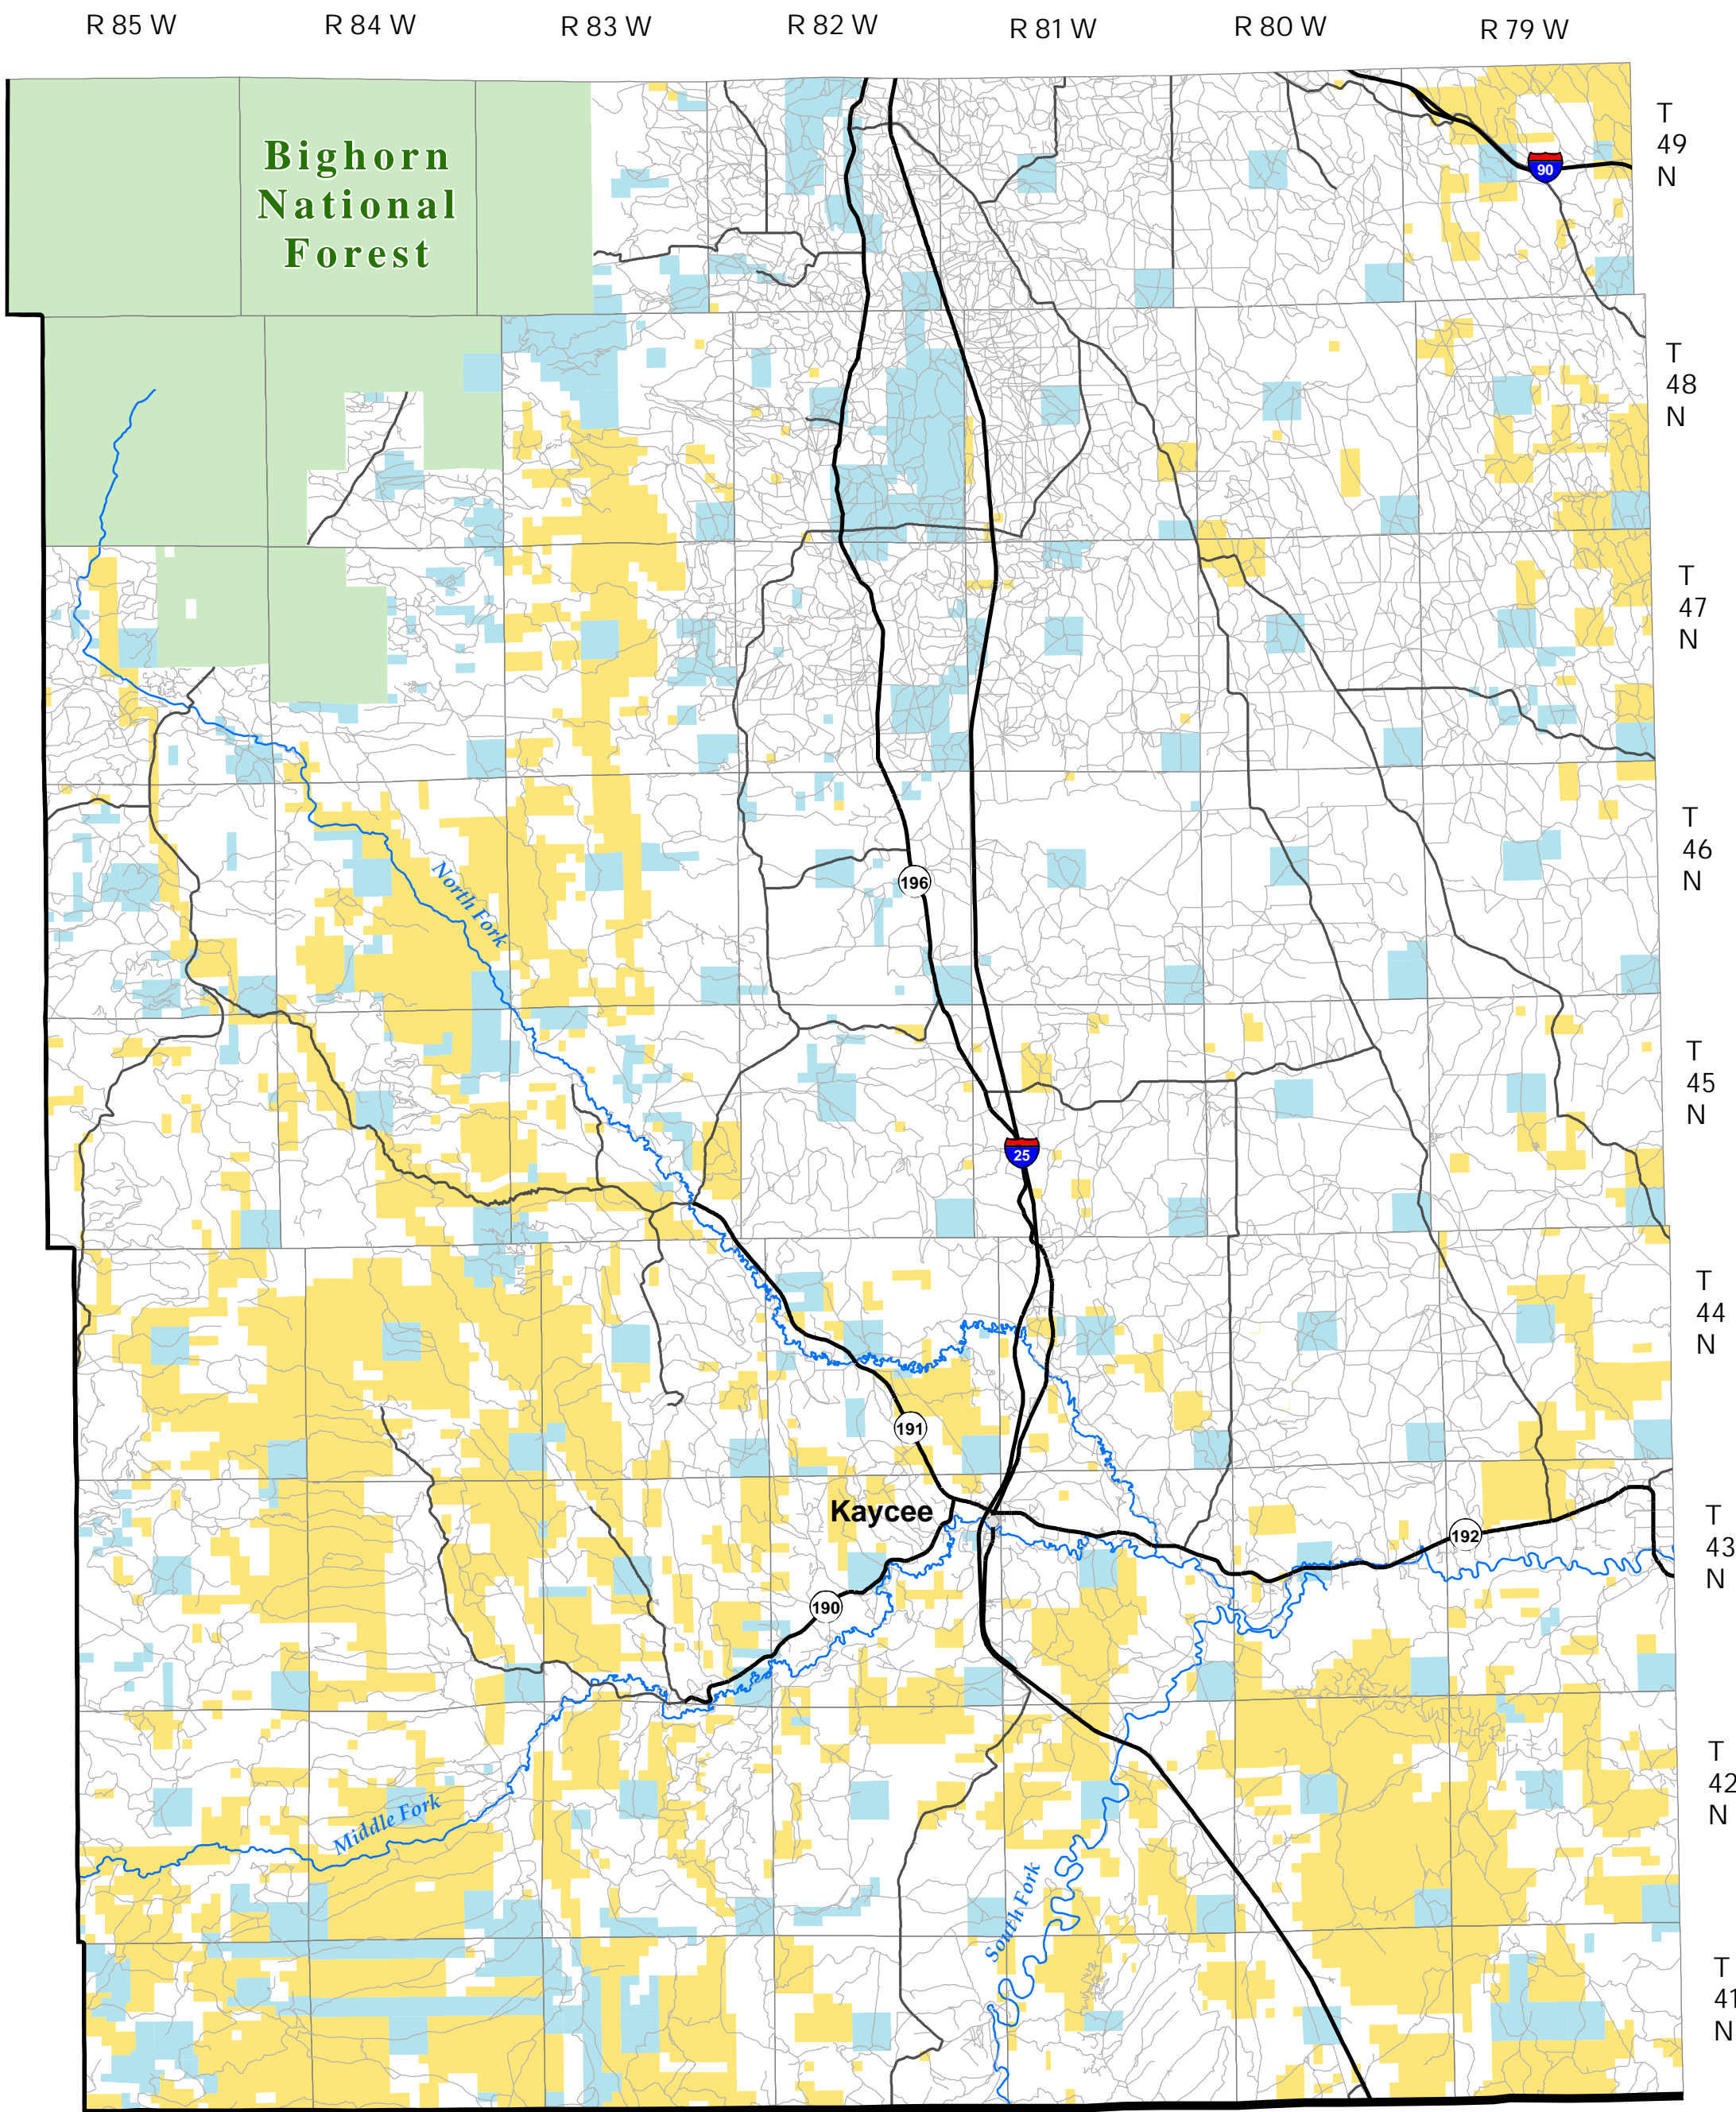 R 85 W
R 84 W
R 83 W
R 82 W
R 81 W
R 80 W
R 79 W
Bighorn
National
Forest
T
49
N
90
T
48
N
T
47
N
T
46
N
North Fork
196
T
45
N
25
T
44
N
191
Kaycee
192
T
43
N
190
T
42
N
Middle Fork
South Fork
T
41
N